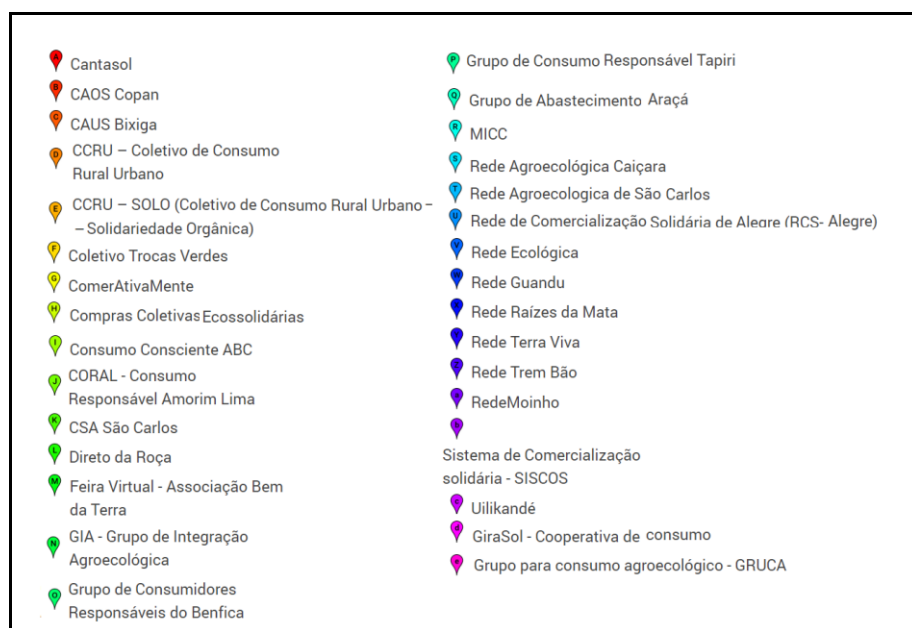 A Cantasol
B CAOS Copan
C CAUS Bixiga
D CCRU – Coletivo de Consumo
Rural Urbano
E CCRU – SOLO (Coletivo de Consumo Rural Urbano –
– Solidariedade Orgânica)
F Coletivo Trocas Verdes
G ComerAtivaMente
H Compras Coletivas Ecossolidárias
I Consumo Consciente ABC
J CORAL - Consumo
Responsável Amorim Lima
K CSA São Carlos
L Direto da Roça
M Feira Virtual - Associação Bem
da Terra
N GIA - Grupo de Integração
Agroecológica
O Grupo de Consumidores
Responsáveis do Benfica
P Grupo de Consumo Responsável Tapiri
Q Grupo de Abastecimento Araçá
R MICC
S Rede Agroecológica Caiçara
T Rede Agroecologica de São Carlos
U Rede de Comercialização Solidária de Alegre (RCS- Alegre)
V Rede Ecológica
W Rede Guandu
X Rede Raízes da Mata
Y Rede Terra Viva
Z Rede Trem Bão
a RedeMoinho
b
Sistema de Comercialização
solidária - SISCOS
c Uilikandé
d GiraSol - Cooperativa de consumo
e Grupo para consumo agroecológico - GRUCA